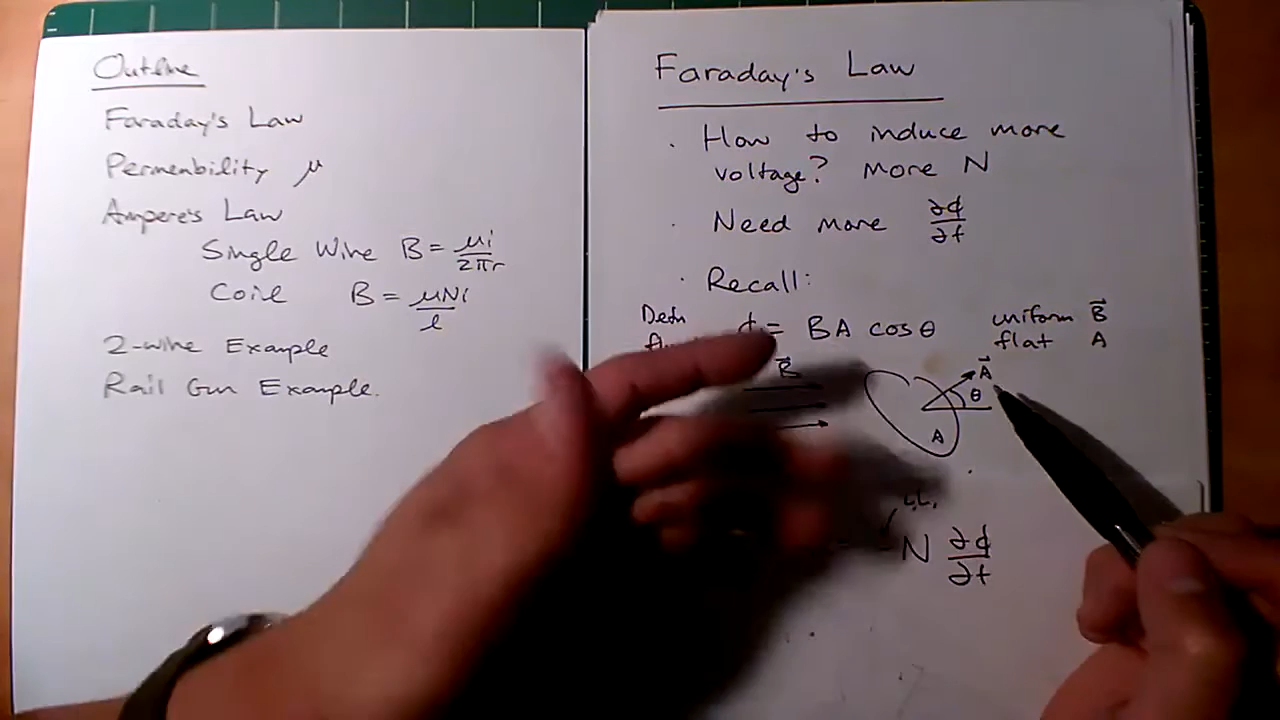 Outline
Faraday's Law
Permeability μ
Ampere's Law
Single Wire B = μi / 2πr
Coil B = μNi / l
2-wire Example
Rail Gun Example.
Faraday's Law
· How to induce more
voltage? More N
· Need more ∂ϕ/∂t
· Recall:
ϕ = BA cos θ
uniform B⃗
flat A
B⃗
A⃗
θ
A
N ∂ϕ/∂t